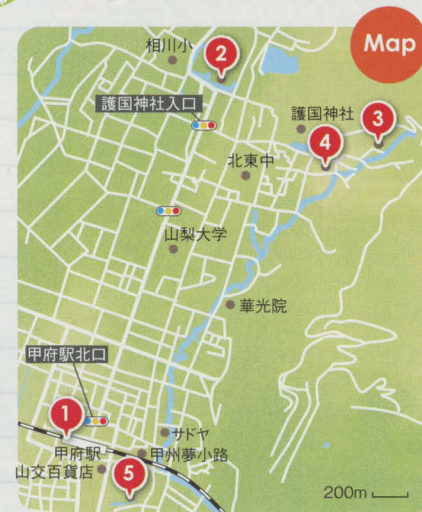 Map
相川小
2
護国神社入口
護国神社
3
4
北東中
山梨大学
華光院
甲府駅北口
1
サドヤ
甲府駅
甲州夢小路
山交百貨店
5
200m